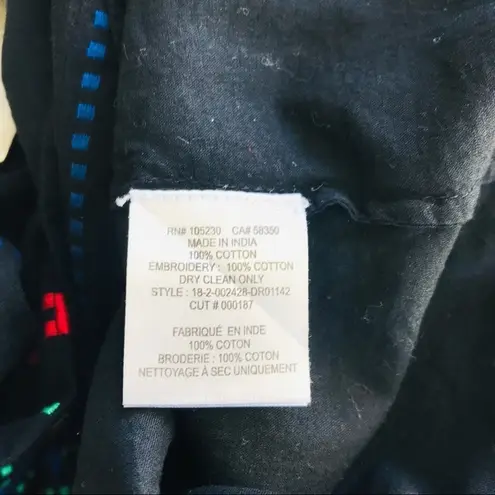 RN# 105230 CA# 58350
MADE IN INDIA
100% COTTON
EMBROIDERY : 100% COTTON
DRY CLEAN ONLY
STYLE : 18-2-002428-DR01142
CUT # 000187
FABRIQUÉ EN INDE
100% COTON
BRODERIE : 100% COTON
NETTOYAGE À SEC UNIQUEMENT